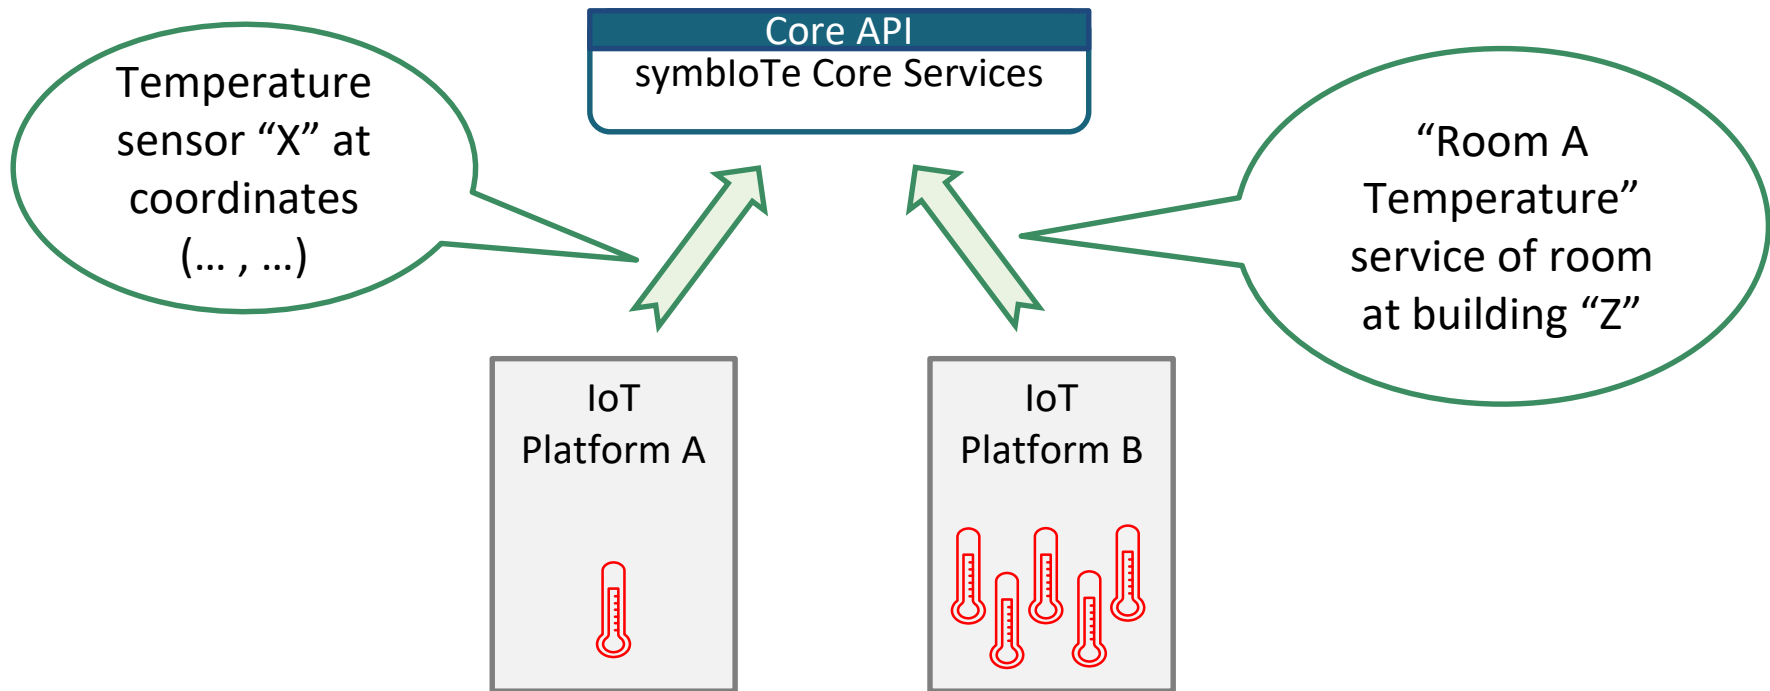 Core API
symbIoTe Core Services
Temperature
sensor “X” at
coordinates
(… , …)
“Room A
Temperature”
service of room
at building “Z”
IoT
Platform A
IoT
Platform B